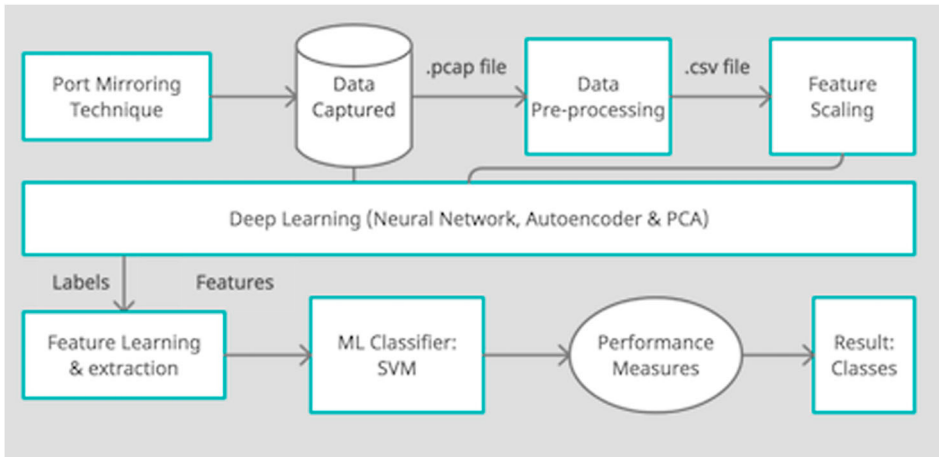 Port Mirroring
Technique
Data
Captured
.pcap file
Data
Pre-processing
.csv file
Feature
Scaling
Deep Learning (Neural Network, Autoencoder & PCA)
Labels
Features
Feature Learning
& extraction
ML Classifier:
SVM
Performance
Measures
Result:
Classes